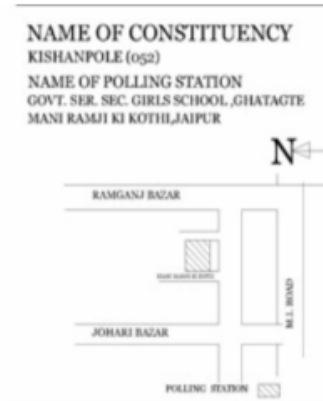 NAME OF CONSTITUENCY
KISHANPOLE (052)
NAME OF POLLING STATION
GOVT. SER. SEC. GIRLS SCHOOL ,GHATAGTE
MANI RAMJI KI KOTHI,JAIPUR
N
RAMGANJ BAZAR
M.I. ROAD
JOHARI BAZAR
POLLING STATION